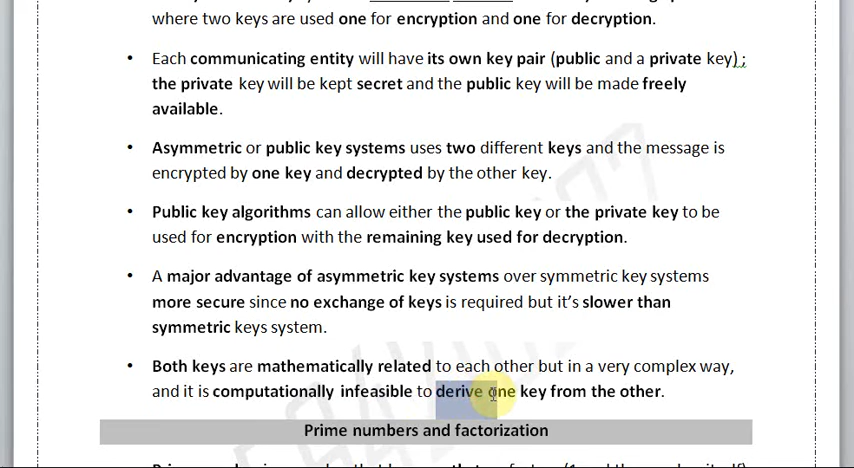 where two keys are used one for encryption and one for decryption.
• Each communicating entity will have its own key pair (public and a private key) ;
the private key will be kept secret and the public key will be made freely
available.
• Asymmetric or public key systems uses two different keys and the message is
encrypted by one key and decrypted by the other key.
• Public key algorithms can allow either the public key or the private key to be
used for encryption with the remaining key used for decryption.
• A major advantage of asymmetric key systems over symmetric key systems
more secure since no exchange of keys is required but it’s slower than
symmetric keys system.
• Both keys are mathematically related to each other but in a very complex way,
and it is computationally infeasible to derive one key from the other.
Prime numbers and factorization